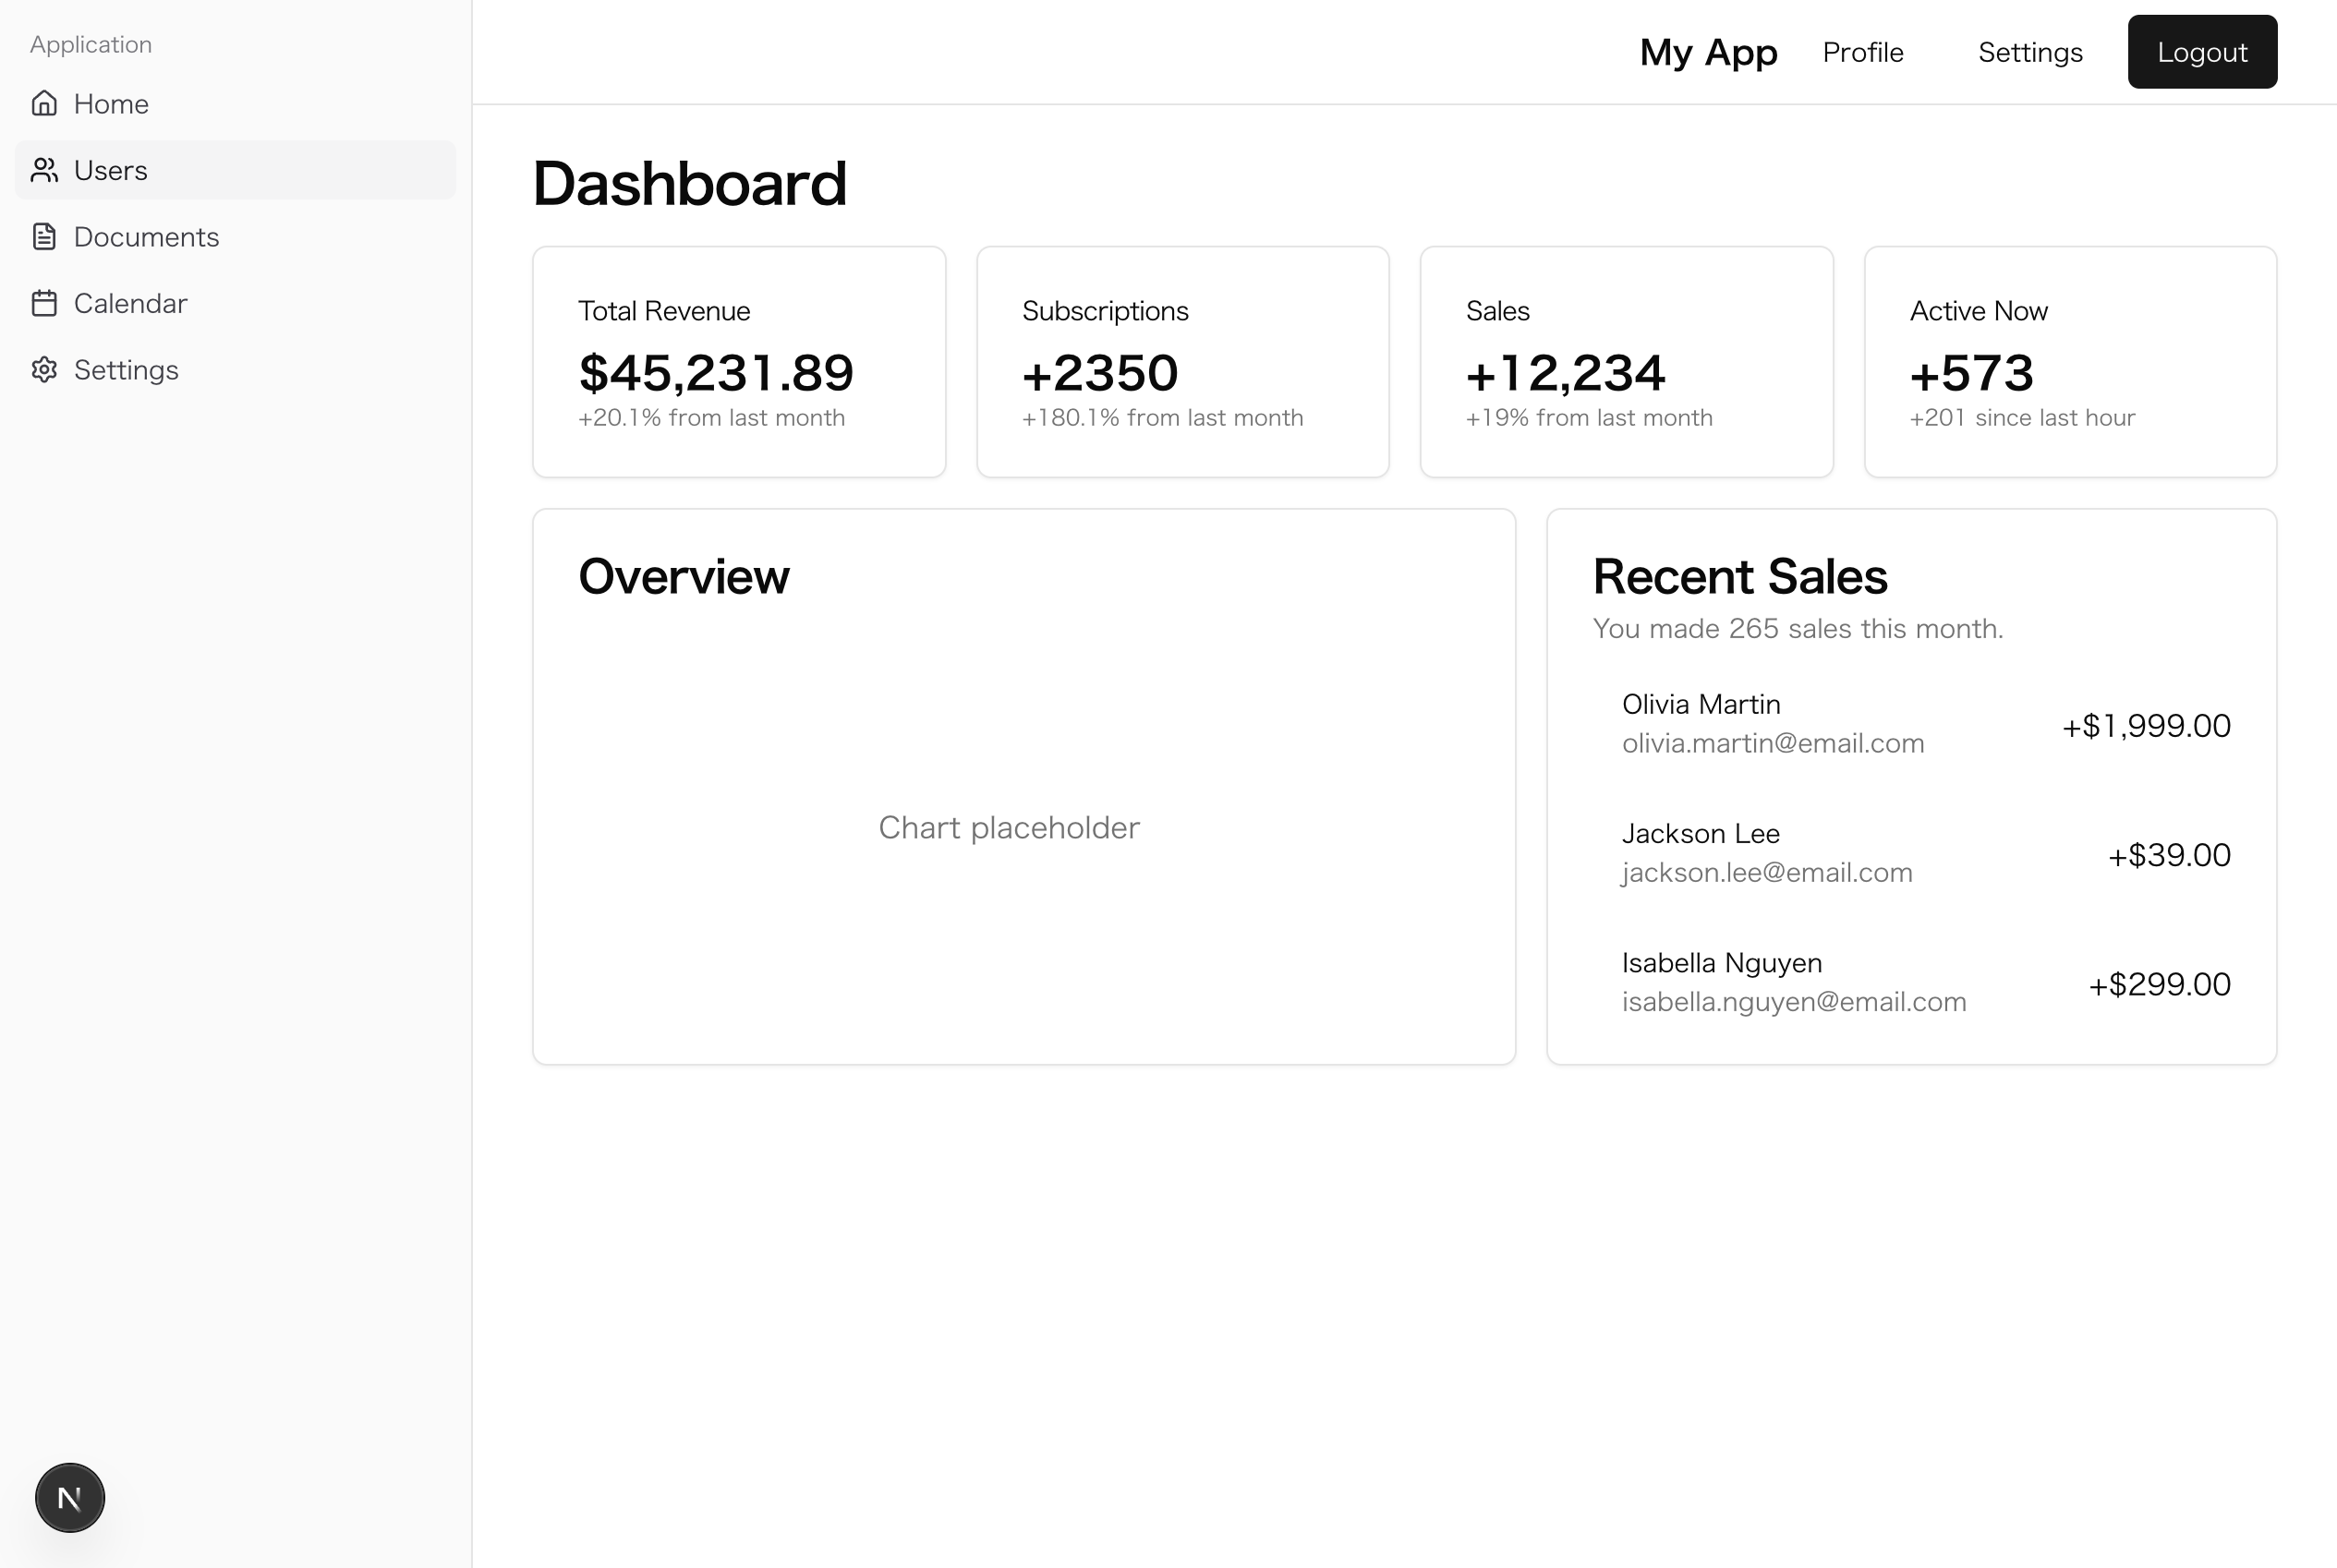 Application
Home
Users
Documents
Calendar
Settings
My App
Profile
Settings
Logout
Dashboard
Total Revenue
$45,231.89
+20.1% from last month
Subscriptions
+2350
+180.1% from last month
Sales
+12,234
+19% from last month
Active Now
+573
+201 since last hour
Overview
Chart placeholder
Recent Sales
You made 265 sales this month.
Olivia Martin
olivia.martin@email.com
+$1,999.00
Jackson Lee
jackson.lee@email.com
+$39.00
Isabella Nguyen
isabella.nguyen@email.com
+$299.00
N